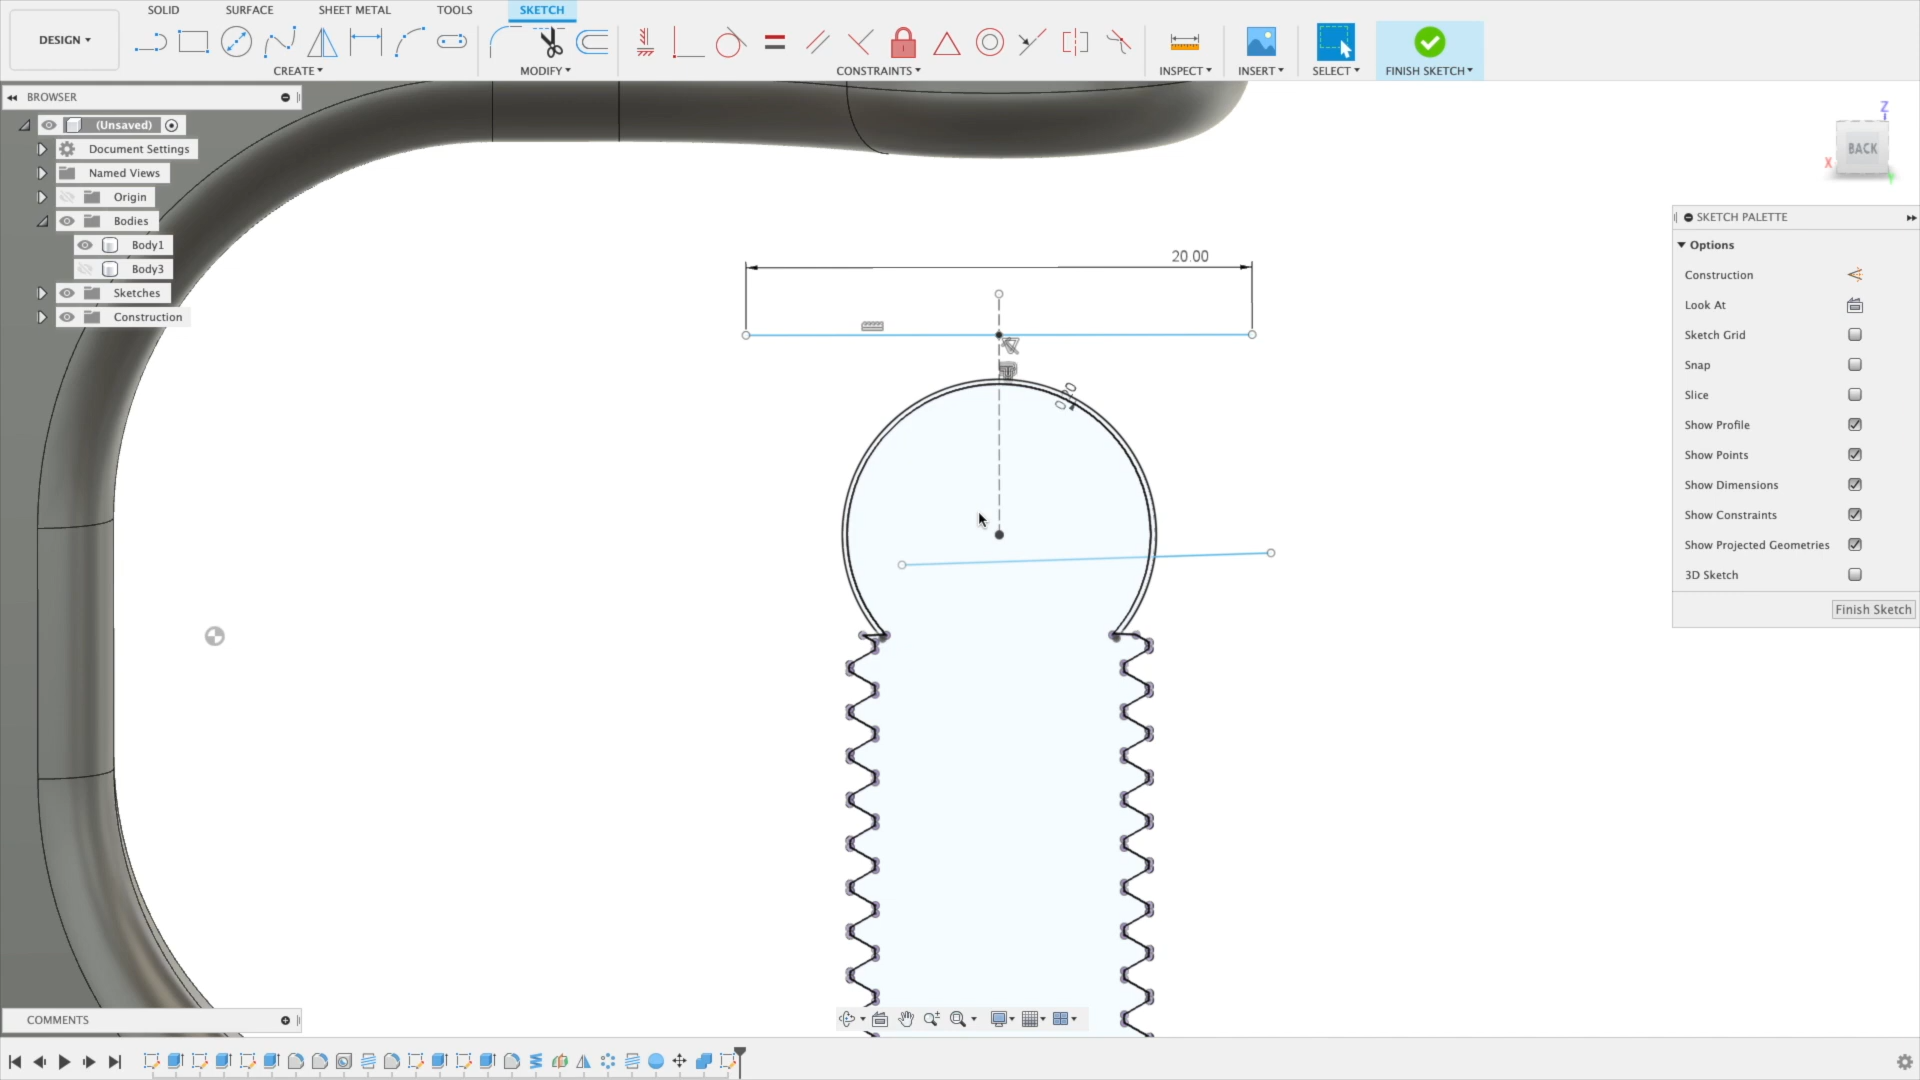 SOLID SURFACE SHEET METAL TOOLS SKETCH
DESIGN
CREATE MODIFY CONSTRAINTS INSPECT INSERT SELECT FINISH SKETCH
BROWSER
(Unsaved)
Document Settings
Named Views
Origin
Bodies
Body1
Body3
Sketches
Construction
20.00
0.20
Z
BACK
X
Y
SKETCH PALETTE
Options
Construction
Look At
Sketch Grid
Snap
Slice
Show Profile
Show Points
Show Dimensions
Show Constraints
Show Projected Geometries
3D Sketch
Finish Sketch
COMMENTS